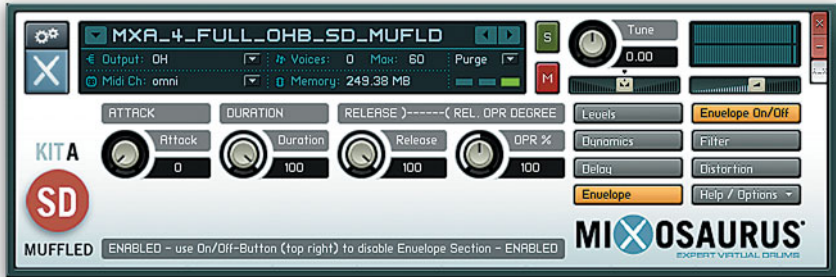 MXA_4_FULL_OHB_SD_MUFLD
S
Tune
Output: OH
Voices: 0 Max: 60
Purge
0.00
Midi Ch: omni
Memory: 249.38 MB
M
ATTACK
DURATION
RELEASE )------( REL. OPR DEGREE
Levels
Envelope On/Off
Attack
Duration
Release
OPR %
Dynamics
Filter
0
100
100
100
Delay
Distortion
Envelope
Help / Options
KIT A
SD
MUFFLED
ENABLED - use On/Off-Button (top right) to disable Envelope Section - ENABLED
MIXOSAURUS
EXPERT VIRTUAL DRUMS